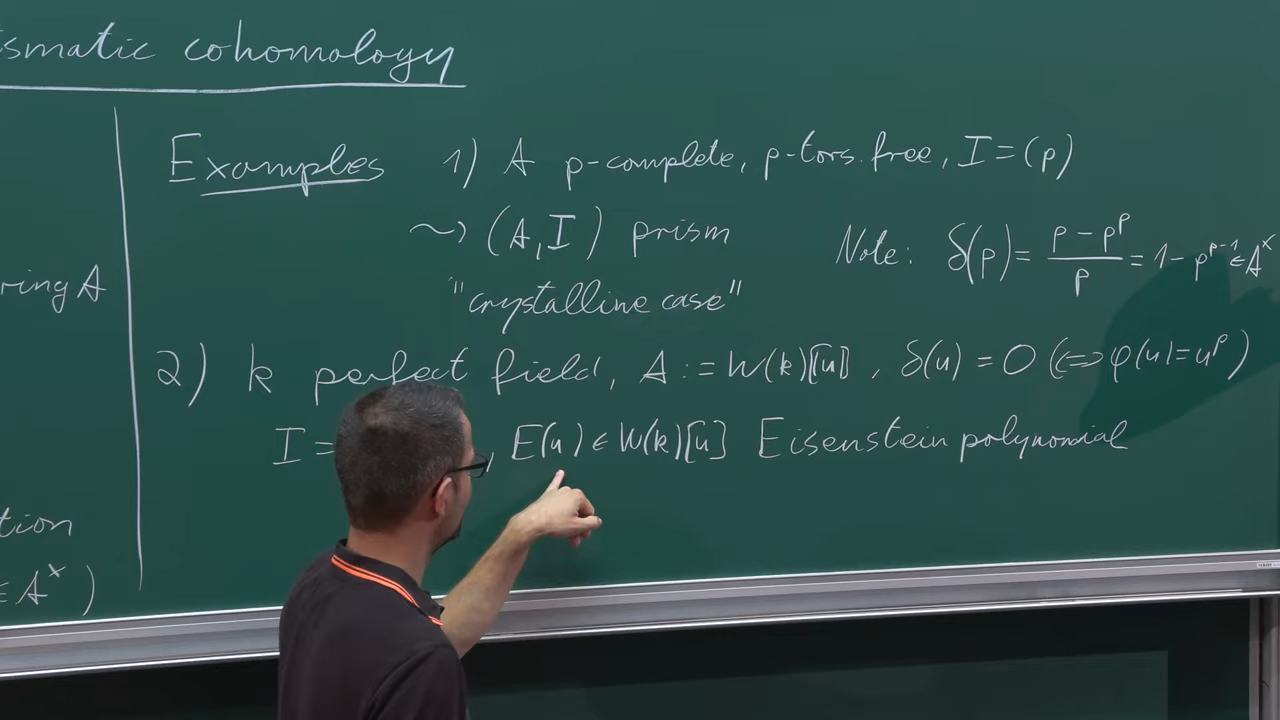 smatic cohomology
Examples 1) A p-complete, p-tors. free, I = (p)
⇝ (A, I) prism
Note: δ(p) = (p - p^p)/p = 1 - p^{p-1} ∈ A^×
"crystalline case"
ring A
2) k perfect field, A := W(k)⟦u⟧, δ(u) = 0 (⇔ φ(u) = u^p)
I = , E(u) ∈ W(k)[u] Eisenstein polynomial
tion
∈ A^×)